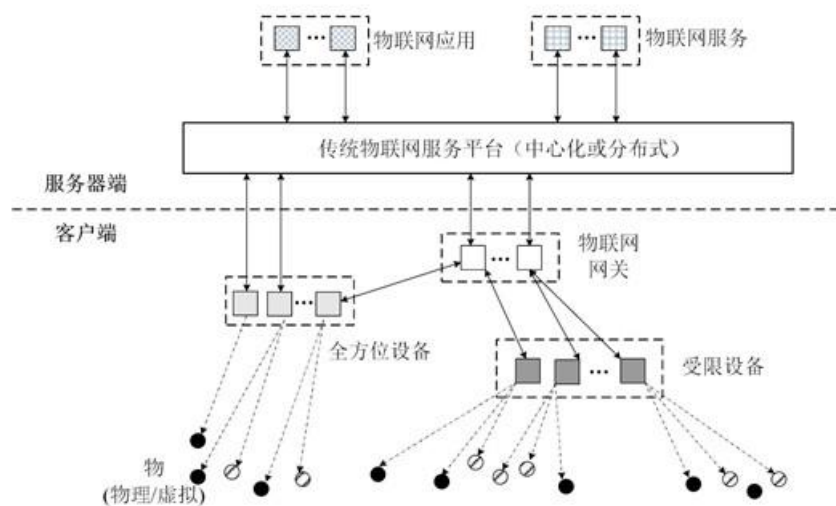 物联网应用
物联网服务
传统物联网服务平台（中心化或分布式）
服务器端
客户端
物联网
网关
全方位设备
受限设备
物
(物理/虚拟)